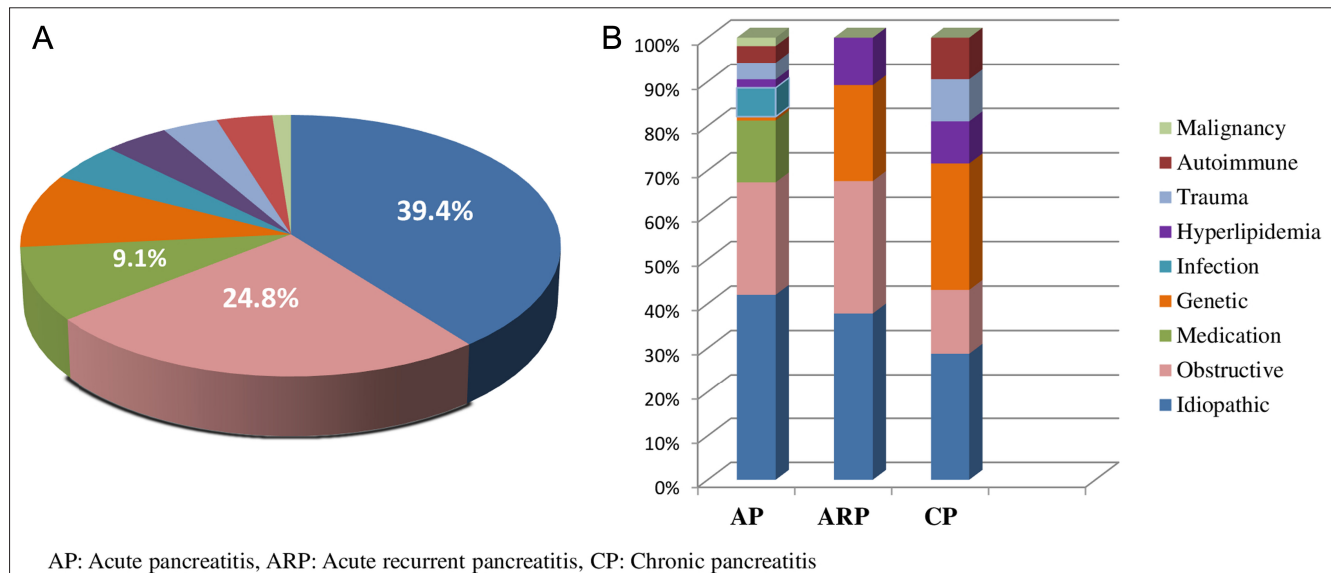 A
39.4%
9.1%
24.8%
B
100%
90%
80%
70%
60%
50%
40%
30%
20%
10%
0%
AP ARP CP
Malignancy
Autoimmune
Trauma
Hyperlipidemia
Infection
Genetic
Medication
Obstructive
Idiopathic
AP: Acute pancreatitis, ARP: Acute recurrent pancreatitis, CP: Chronic pancreatitis